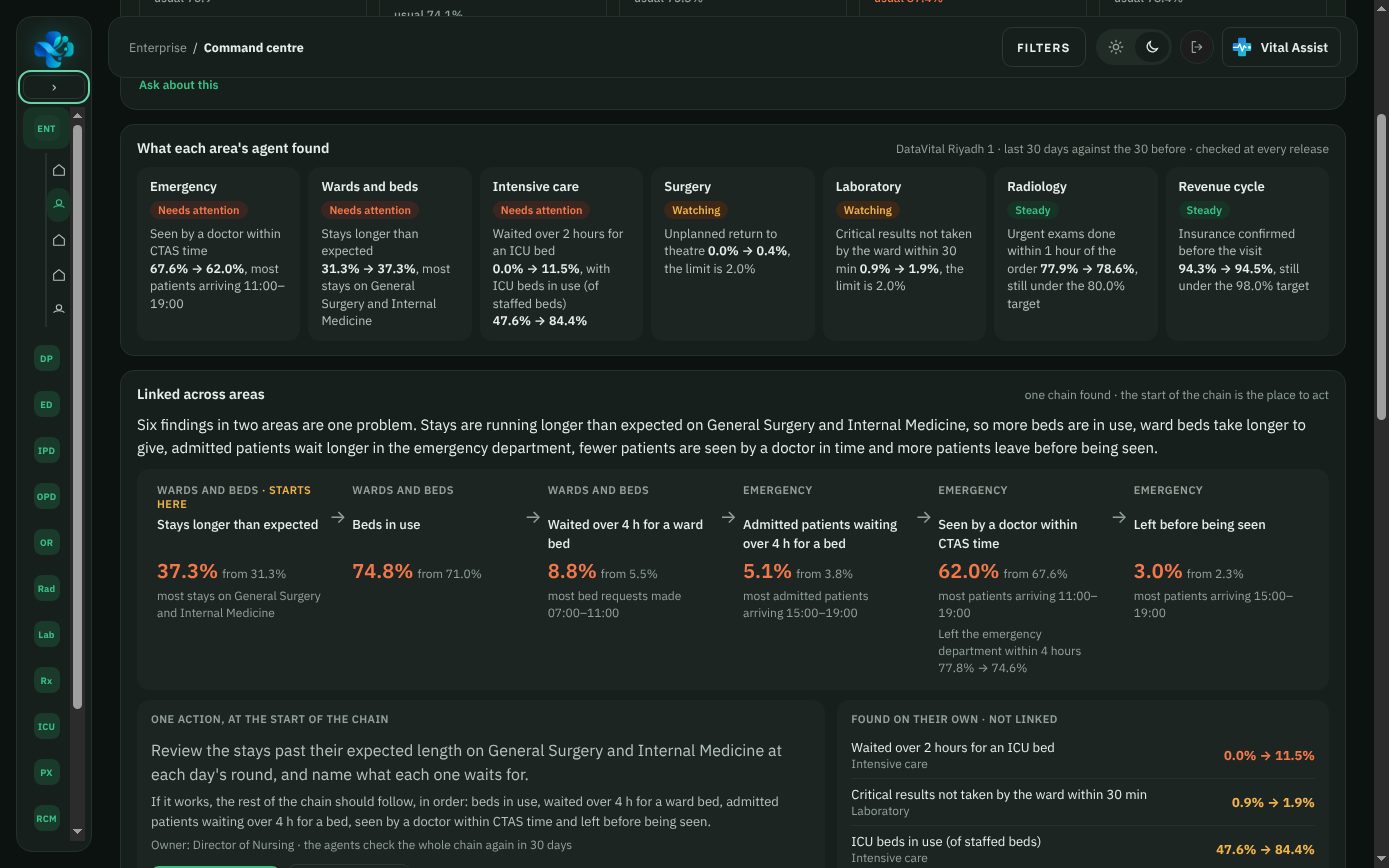 usual 74.1%
Enterprise / Command centre
FILTERS
Vital Assist
›
Ask about this
ENT
DP
ED
IPD
OPD
OR
Rad
Lab
Rx
ICU
PX
RCM
What each area's agent found
DataVital Riyadh 1 · last 30 days against the 30 before · checked at every release
Emergency
Needs attention
Seen by a doctor within
CTAS time
67.6% → 62.0%, most
patients arriving 11:00–
19:00
Wards and beds
Needs attention
Stays longer than
expected
31.3% → 37.3%, most
stays on General
Surgery and Internal
Medicine
Intensive care
Needs attention
Waited over 2 hours for
an ICU bed
0.0% → 11.5%, with
ICU beds in use (of
staffed beds)
47.6% → 84.4%
Surgery
Watching
Unplanned return to
theatre 0.0% → 0.4%,
the limit is 2.0%
Laboratory
Watching
Critical results not taken
by the ward within 30
min 0.9% → 1.9%, the
limit is 2.0%
Radiology
Steady
Urgent exams done
within 1 hour of the
order 77.9% → 78.6%,
still under the 80.0%
target
Revenue cycle
Steady
Insurance confirmed
before the visit
94.3% → 94.5%, still
under the 98.0% target
Linked across areas
one chain found · the start of the chain is the place to act
Six findings in two areas are one problem. Stays are running longer than expected on General Surgery and Internal Medicine, so more beds are in use, ward beds take longer to
give, admitted patients wait longer in the emergency department, fewer patients are seen by a doctor in time and more patients leave before being seen.
WARDS AND BEDS · STARTS
HERE
Stays longer than expected
37.3% from 31.3%
most stays on General Surgery
and Internal Medicine
→
WARDS AND BEDS
Beds in use
74.8% from 71.0%
→
WARDS AND BEDS
Waited over 4 h for a ward
bed
8.8% from 5.5%
most bed requests made
07:00–11:00
→
EMERGENCY
Admitted patients waiting
over 4 h for a bed
5.1% from 3.8%
most admitted patients
arriving 15:00–19:00
→
EMERGENCY
Seen by a doctor within
CTAS time
62.0% from 67.6%
most patients arriving 11:00–
19:00
Left the emergency
department within 4 hours
77.8% → 74.6%
→
EMERGENCY
Left before being seen
3.0% from 2.3%
most patients arriving 15:00–
19:00
ONE ACTION, AT THE START OF THE CHAIN
Review the stays past their expected length on General Surgery and Internal Medicine at
each day's round, and name what each one waits for.
If it works, the rest of the chain should follow, in order: beds in use, waited over 4 h for a ward bed, admitted
patients waiting over 4 h for a bed, seen by a doctor within CTAS time and left before being seen.
Owner: Director of Nursing · the agents check the whole chain again in 30 days
FOUND ON THEIR OWN · NOT LINKED
Waited over 2 hours for an ICU bed
Intensive care
0.0% → 11.5%
Critical results not taken by the ward within 30 min
Laboratory
0.9% → 1.9%
ICU beds in use (of staffed beds)
Intensive care
47.6% → 84.4%